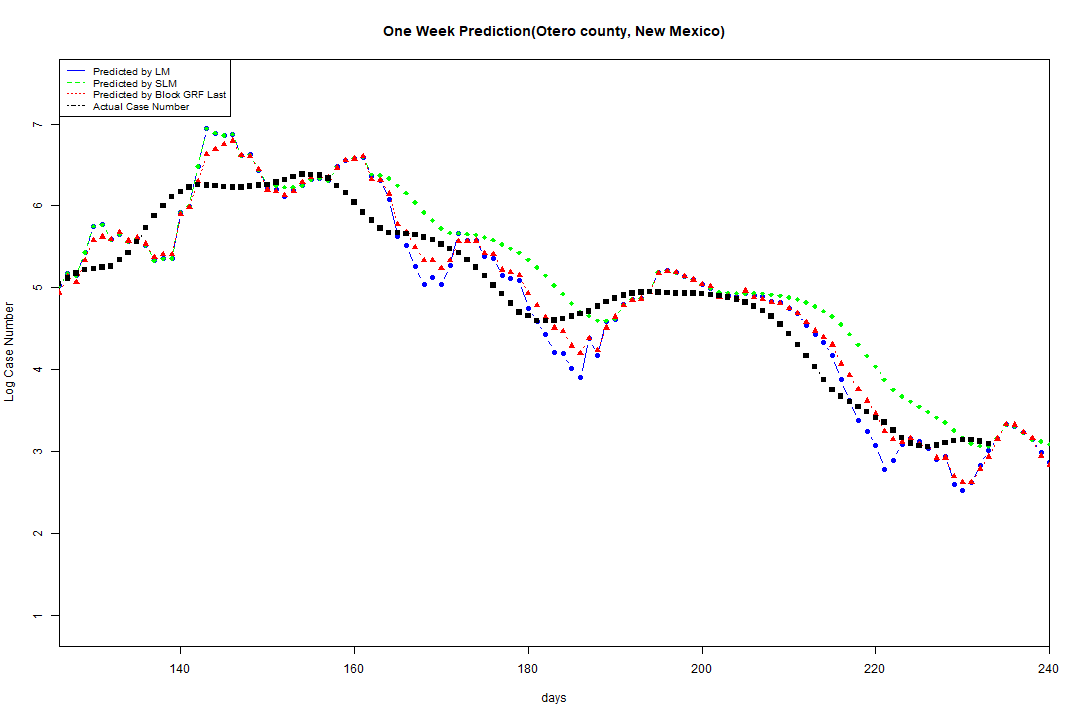 One Week Prediction(Otero county, New Mexico)
Predicted by LM
Predicted by SLM
Predicted by Block GRF Last
Actual Case Number
7
6
5
4
3
2
1
Log Case Number
140 160 180 200 220 240
days